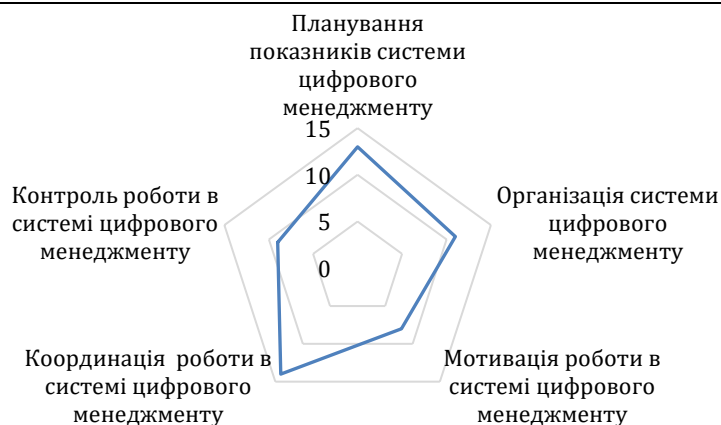 Планування
показників системи
цифрового
менеджменту
15
10
5
0
Контроль роботи в
системі цифрового
менеджменту
Організація системи
цифрового
менеджменту
Координація роботи в
системі цифрового
менеджменту
Мотивація роботи в
системі цифрового
менеджменту